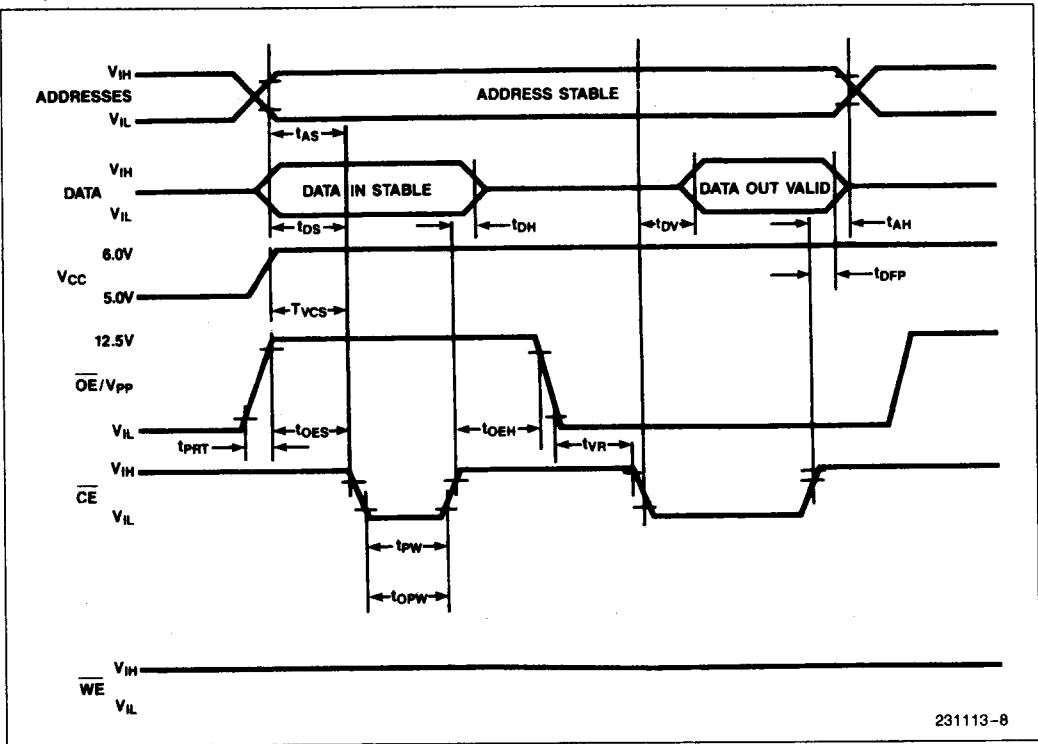 VIH
ADDRESSES
ADDRESS STABLE
VIL
tAS
VIH
DATA
DATA IN STABLE
DATA OUT VALID
VIL
tDS
tDH
tDV
tAH
6.0V
VCC
tDFP
5.0V
TVCS
12.5V
OE/VPP
VIL
tPRT
tOES
tOEH
tVR
VIH
CE
VIL
tPW
tOPW
VIH
WE
VIL
231113–8